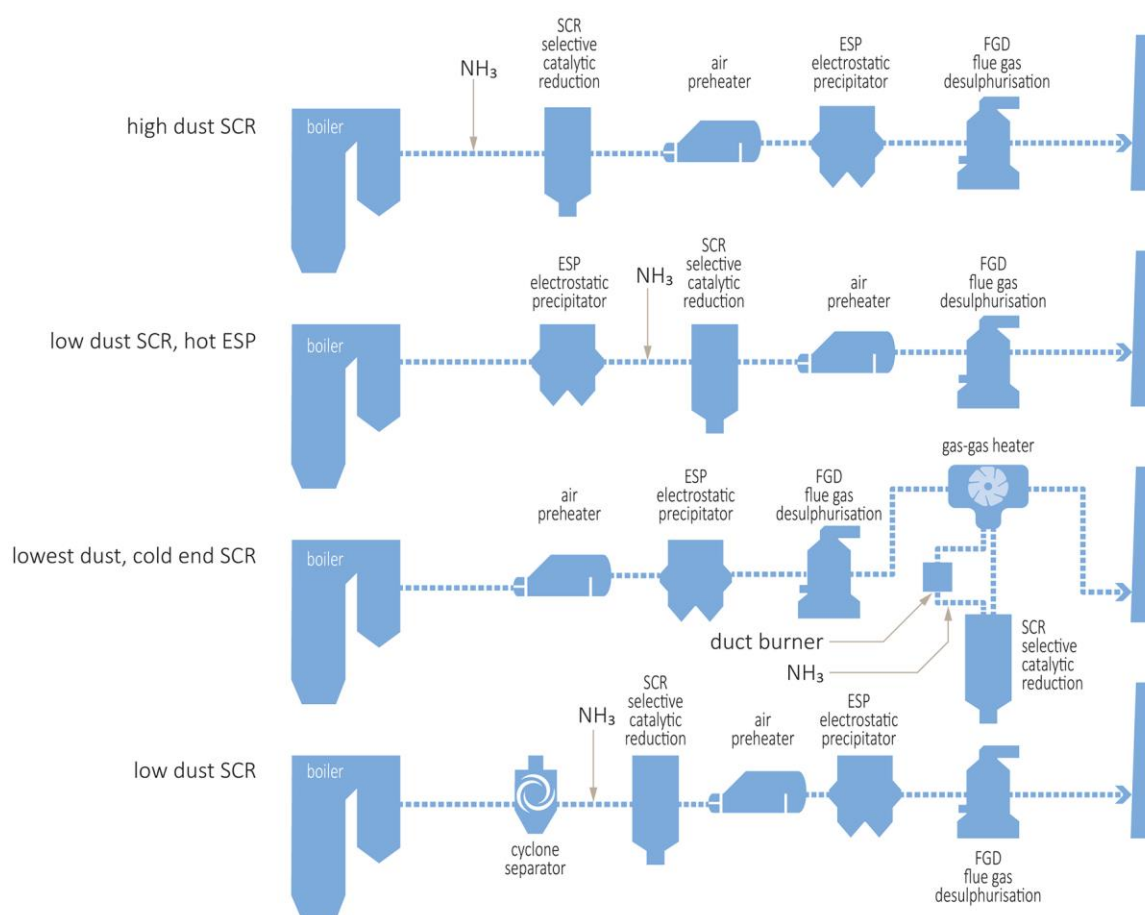 high dust SCR
boiler
NH₃
SCR
selective
catalytic
reduction
air
preheater
ESP
electrostatic
precipitator
FGD
flue gas
desulphurisation
low dust SCR, hot ESP
boiler
ESP
electrostatic
precipitator
NH₃
SCR
selective
catalytic
reduction
air
preheater
FGD
flue gas
desulphurisation
lowest dust, cold end SCR
boiler
air
preheater
ESP
electrostatic
precipitator
FGD
flue gas
desulphurisation
gas-gas heater
duct burner
NH₃
SCR
selective
catalytic
reduction
low dust SCR
boiler
cyclone
separator
NH₃
SCR
selective
catalytic
reduction
air
preheater
ESP
electrostatic
precipitator
FGD
flue gas
desulphurisation